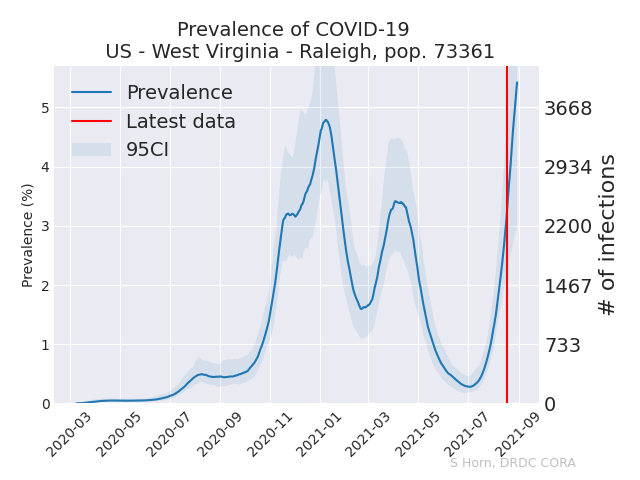 Prevalence of COVID-19
US - West Virginia - Raleigh, pop. 73361
Prevalence
Latest data
95CI
Prevalence (%)
5
4
3
2
1
0
3668
2934
2200
1467
733
0
# of infections
2020-03
2020-05
2020-07
2020-09
2020-11
2021-01
2021-03
2021-05
2021-07
2021-09
S Horn, DRDC CORA